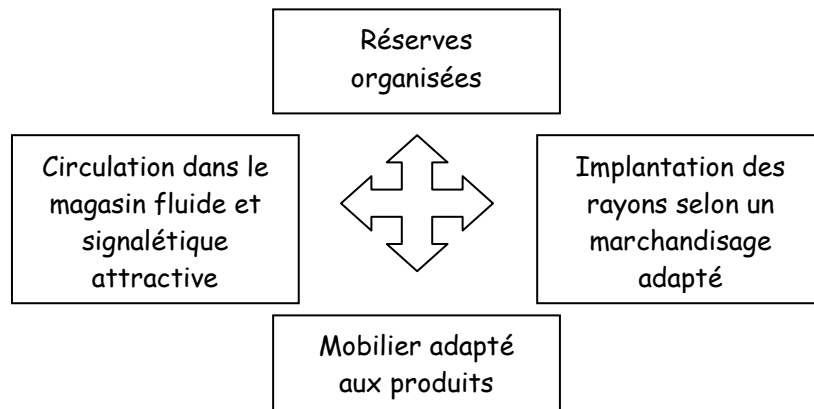 Réserves
organisées
Circulation dans le
magasin fluide et
signalétique
attractive
Implantation des
rayons selon un
marchandisage
adapté
Mobilier adapté
aux produits